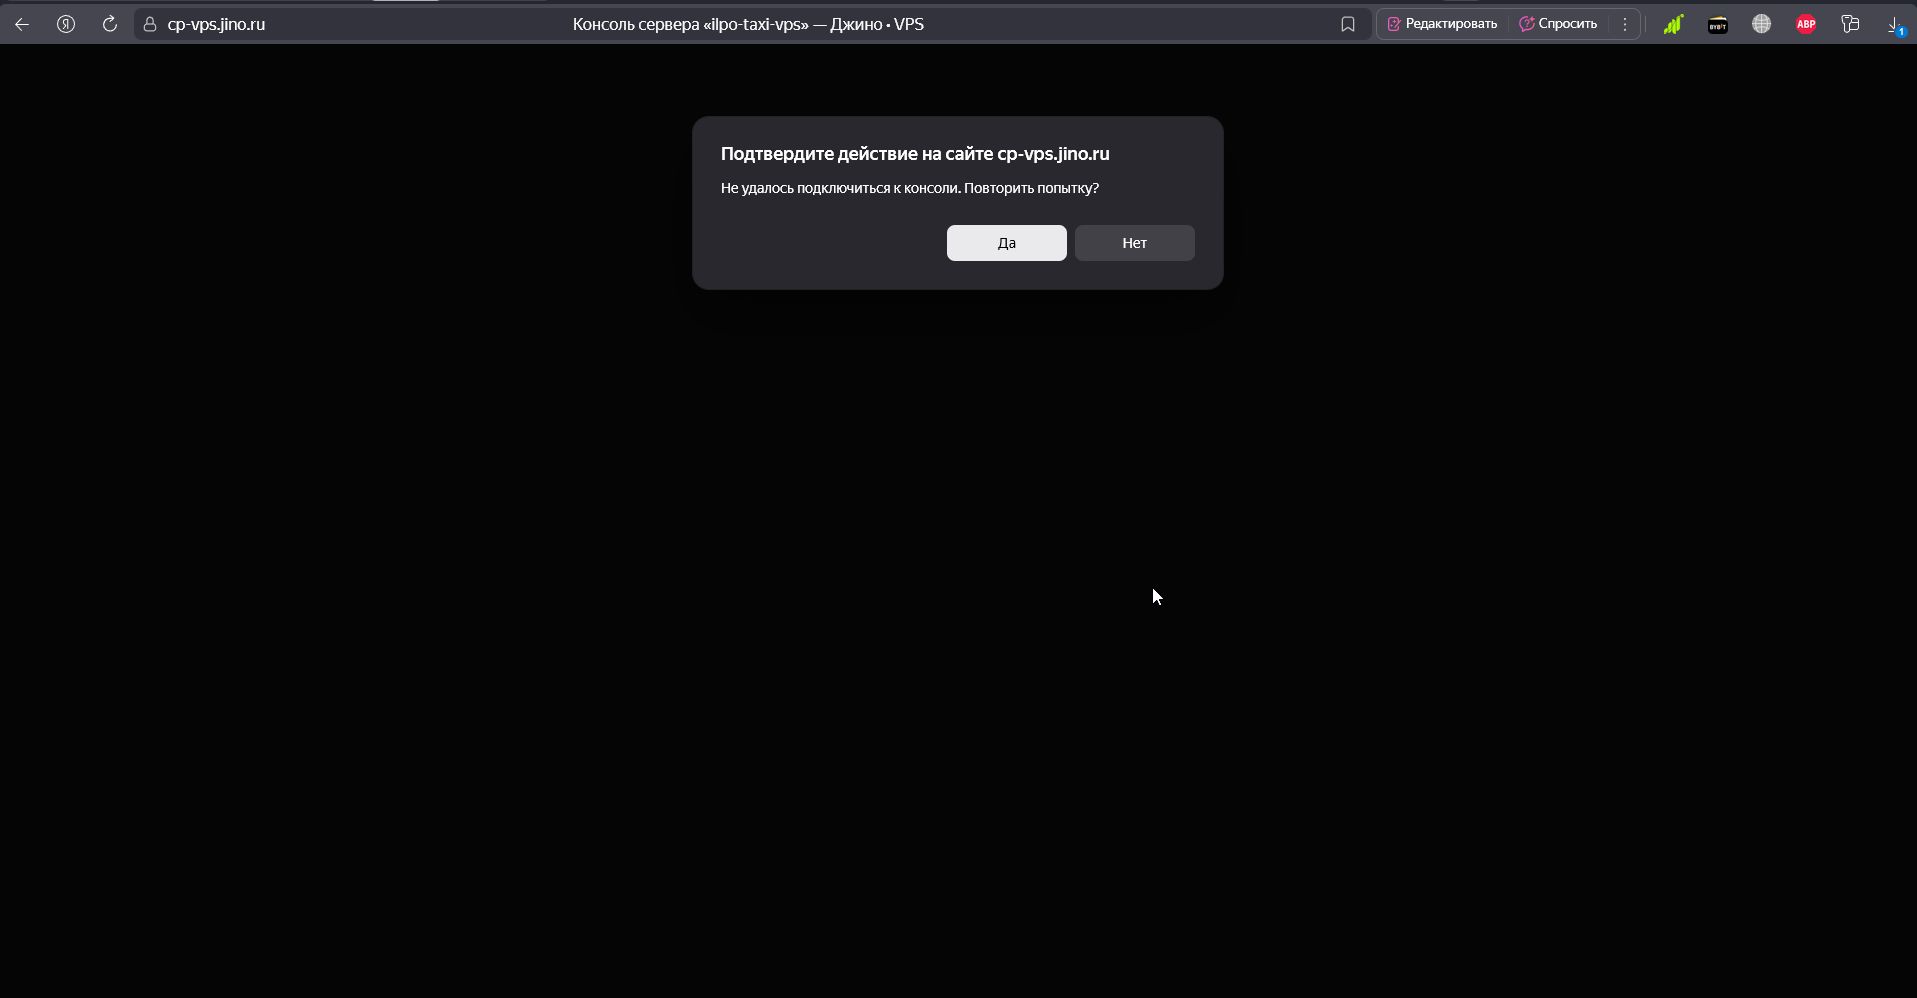 cp-vps.jino.ru
Консоль сервера «ilpo-taxi-vps» — Джино • VPS
Редактировать
Спросить
BYBIT
ABP
1
Подтвердите действие на сайте cp-vps.jino.ru
Не удалось подключиться к консоли. Повторить попытку?
Да
Нет